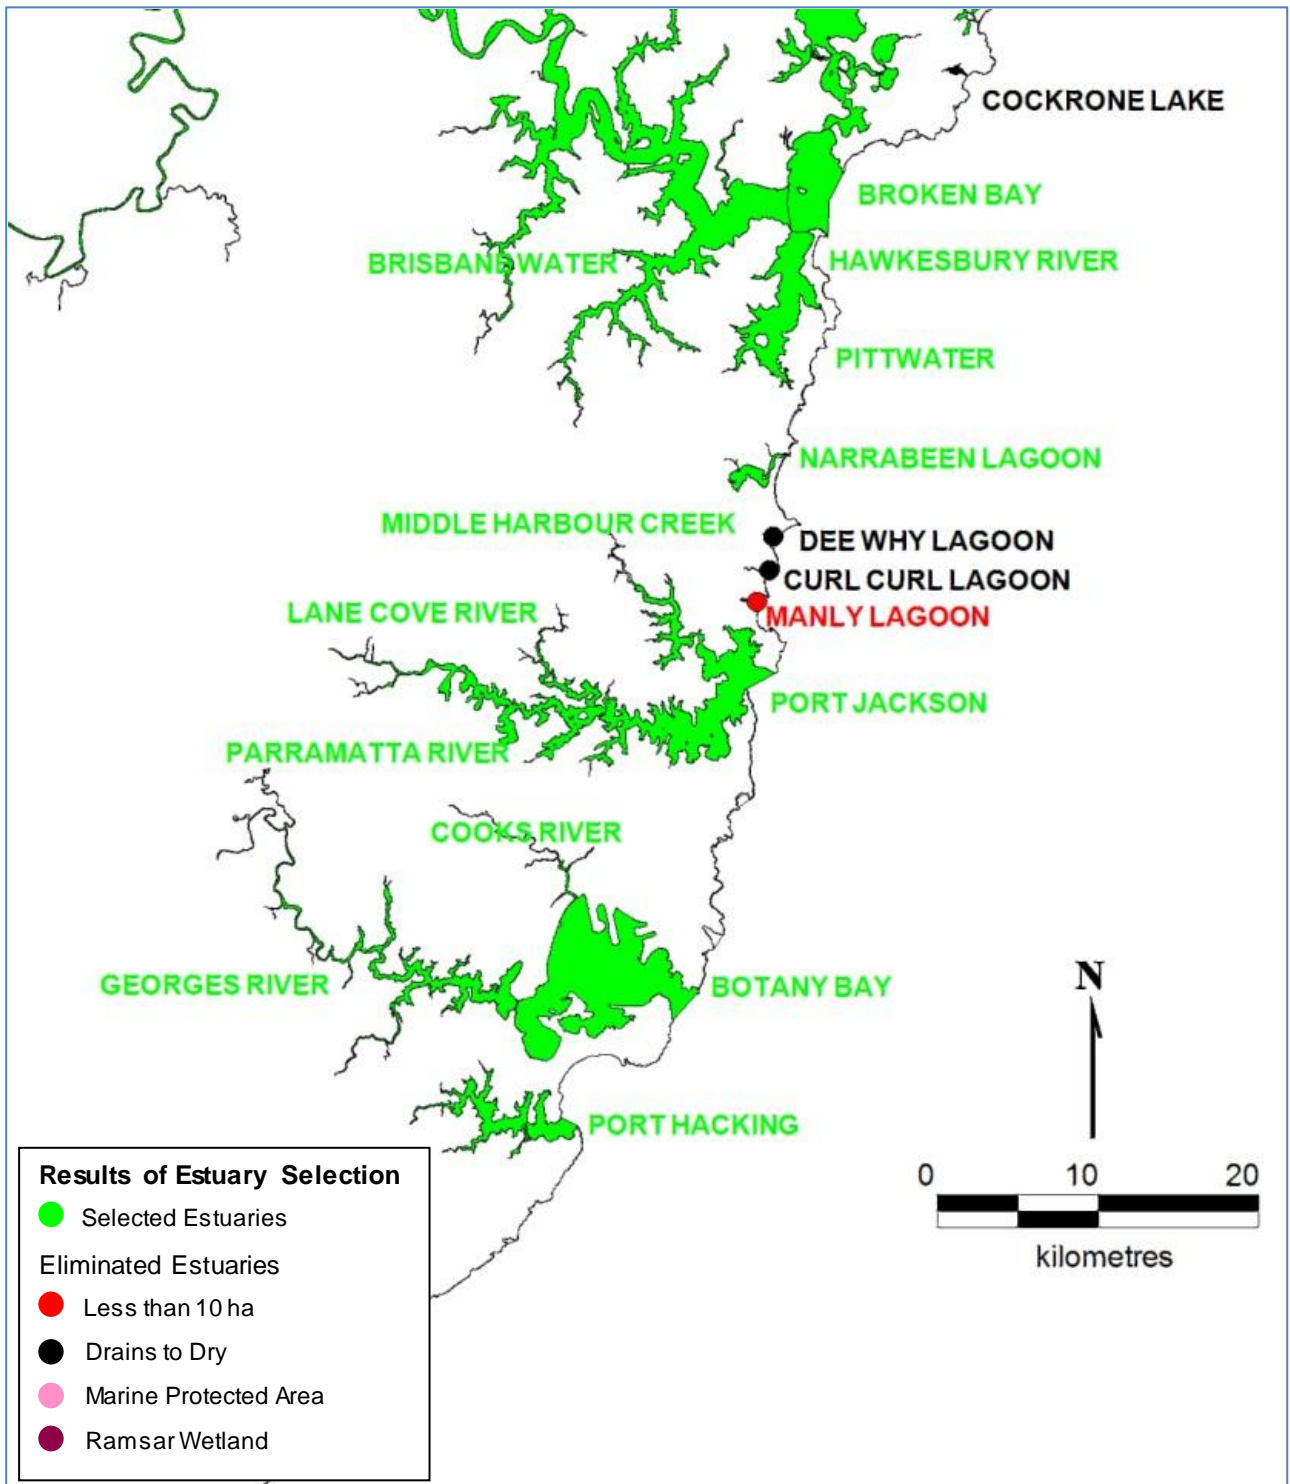 COCKRONE LAKE
BROKEN BAY
BRISBANE WATER
HAWKESBURY RIVER
PITTWATER
NARRABEEN LAGOON
MIDDLE HARBOUR CREEK
DEE WHY LAGOON
CURL CURL LAGOON
LANE COVE RIVER
MANLY LAGOON
PORT JACKSON
PARRAMATTA RIVER
COOKS RIVER
GEORGES RIVER
BOTANY BAY
N
PORT HACKING
0 10 20
kilometres
Results of Estuary Selection
Selected Estuaries
Eliminated Estuaries
Less than 10 ha
Drains to Dry
Marine Protected Area
Ramsar Wetland